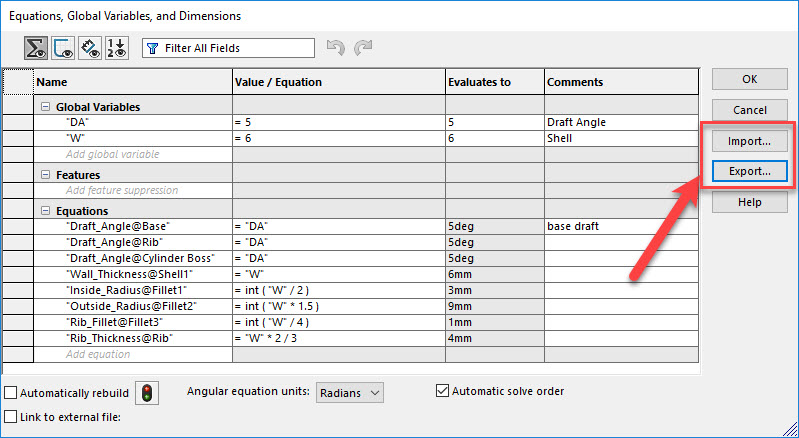 Equations, Global Variables, and Dimensions
Filter All Fields
Name Value / Equation Evaluates to Comments
Global Variables
"DA" = 5 5 Draft Angle
"W" = 6 6 Shell
Add global variable
Features
Add feature suppression
Equations
"Draft_Angle@Base" = "DA" 5deg base draft
"Draft_Angle@Rib" = "DA" 5deg
"Draft_Angle@Cylinder Boss" = "DA" 5deg
"Wall_Thickness@Shell1" = "W" 6mm
"Inside_Radius@Fillet1" = int ( "W" / 2 ) 3mm
"Outside_Radius@Fillet2" = int ( "W" * 1.5 ) 9mm
"Rib_Fillet@Fillet3" = int ( "W" / 4 ) 1mm
"Rib_Thickness@Rib" = "W" * 2 / 3 4mm
Add equation
OK
Cancel
Import...
Export...
Help
Automatically rebuild Angular equation units: Radians Automatic solve order
Link to external file: